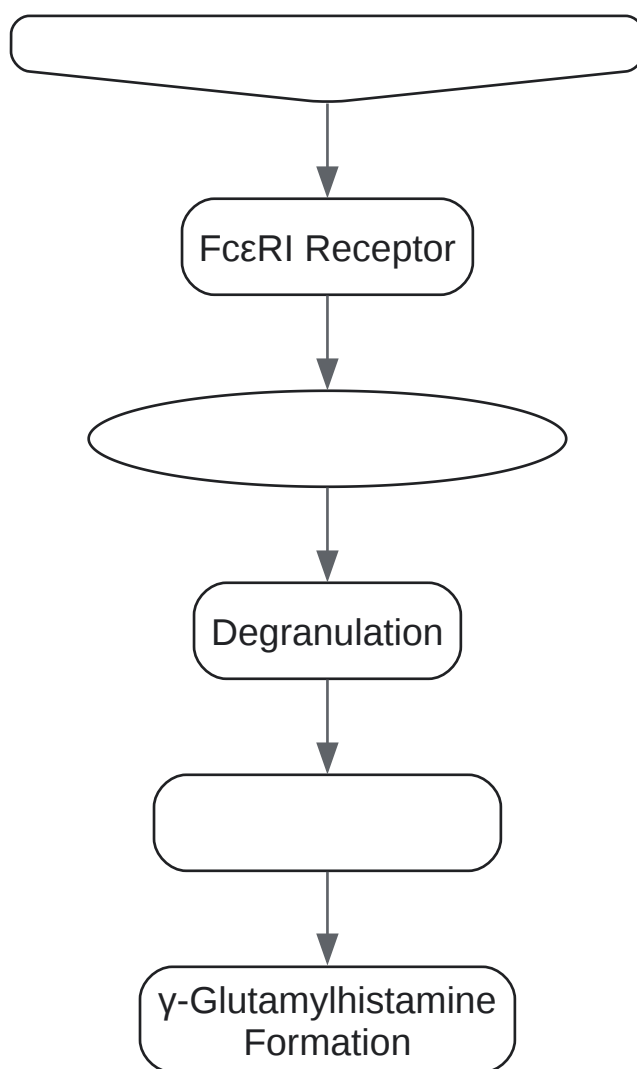 FcεRI Receptor
Degranulation
γ-Glutamylhistamine
Formation